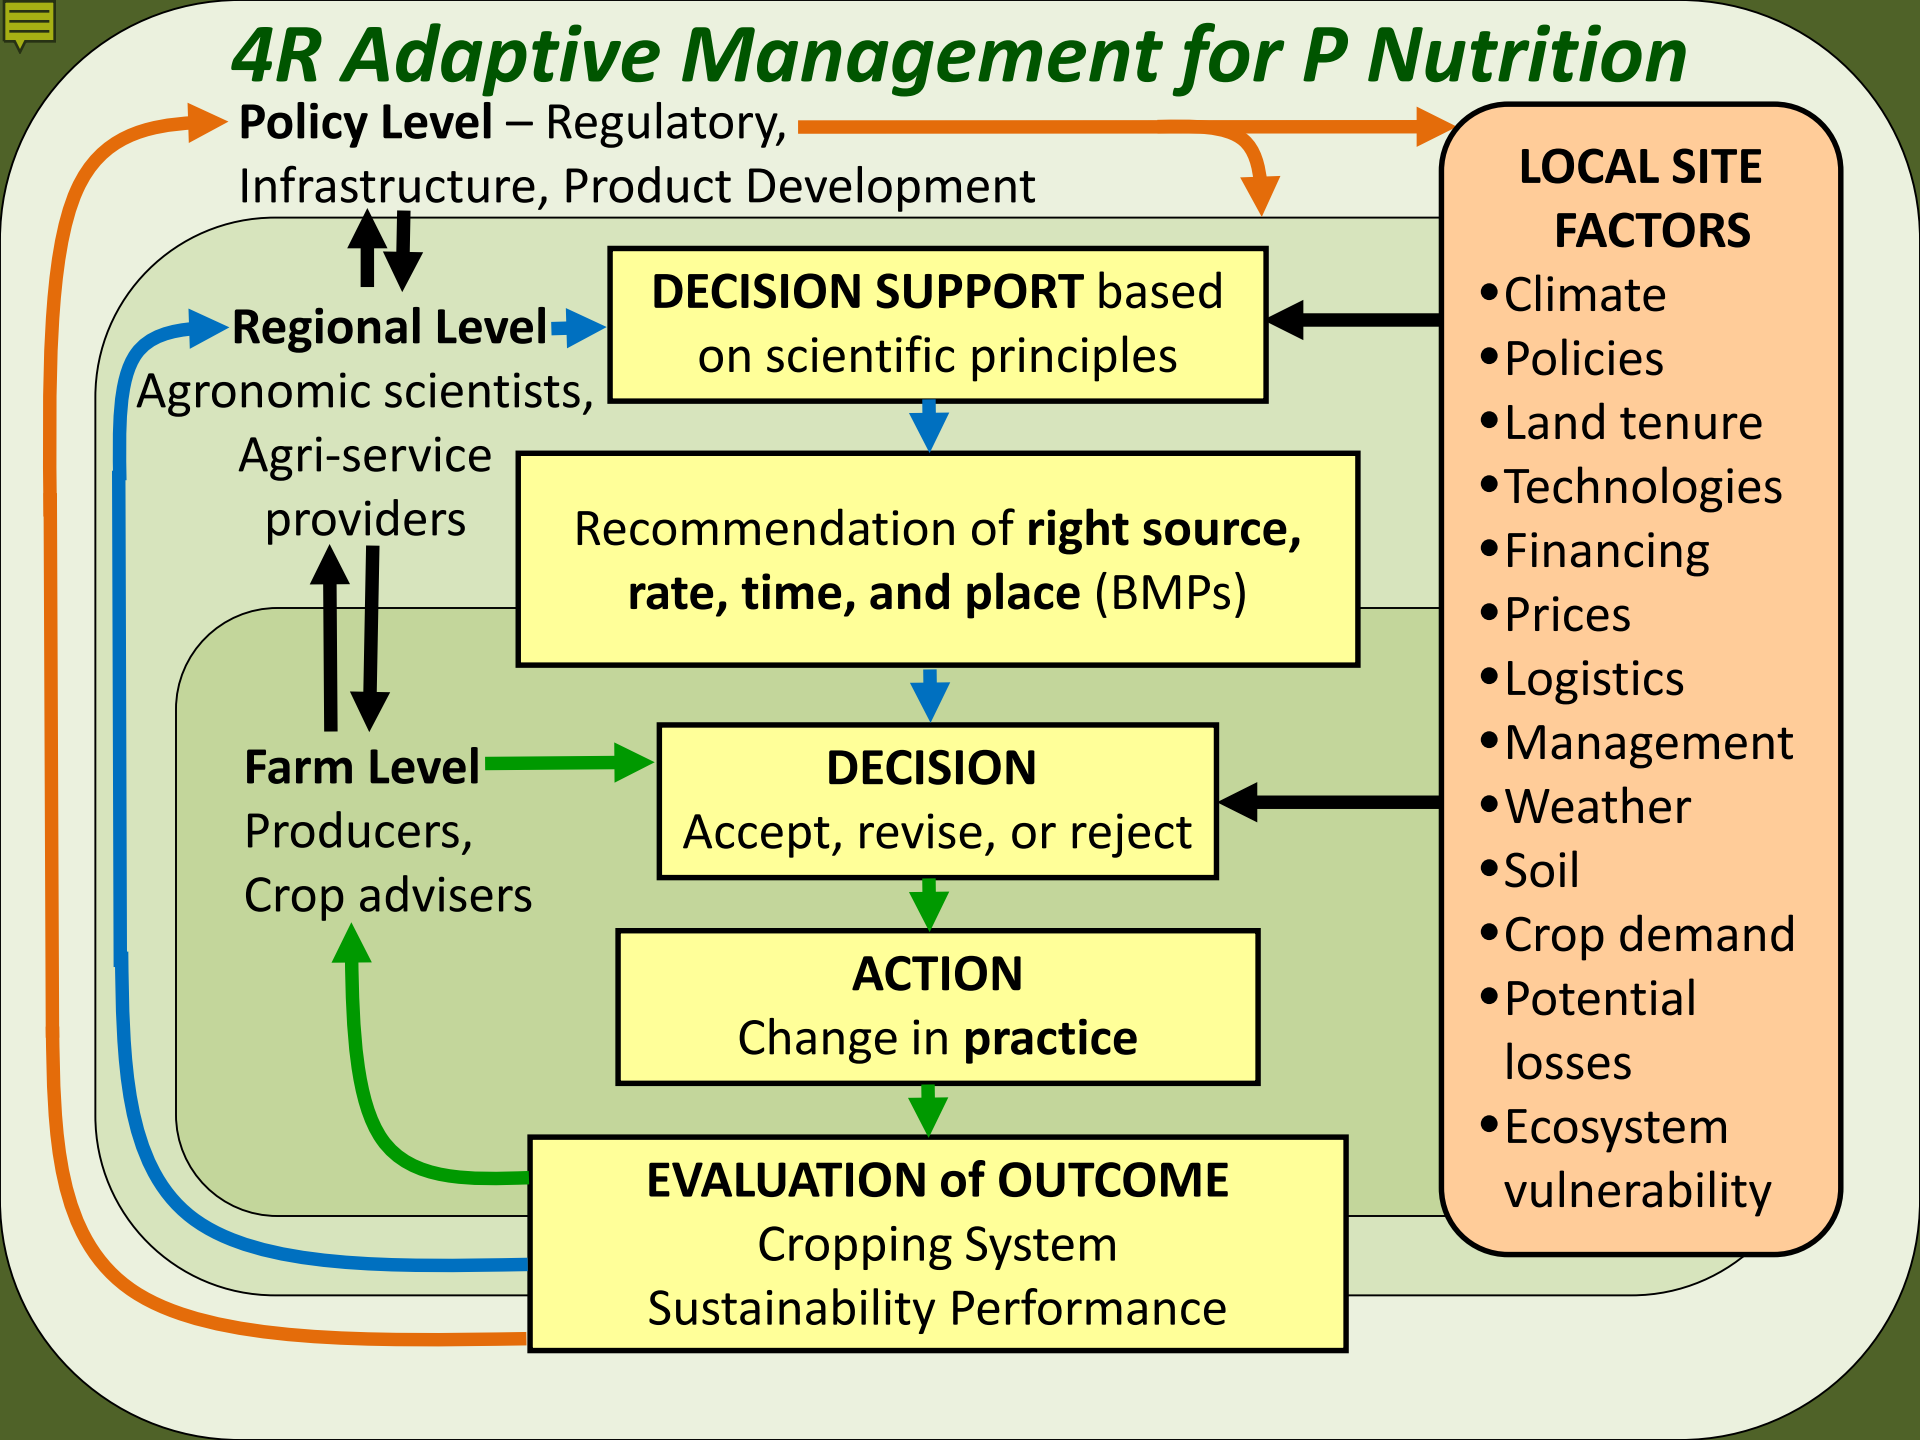 4R Adaptive Management for P Nutrition
Policy Level – Regulatory,
Infrastructure, Product Development
Regional Level
Agronomic scientists,
Agri-service
providers
Farm Level
Producers,
Crop advisers
DECISION SUPPORT based
on scientific principles
Recommendation of right source,
rate, time, and place (BMPs)
DECISION
Accept, revise, or reject
ACTION
Change in practice
EVALUATION of OUTCOME
Cropping System
Sustainability Performance
LOCAL SITE
FACTORS
•Climate
•Policies
•Land tenure
•Technologies
•Financing
•Prices
•Logistics
•Management
•Weather
•Soil
•Crop demand
•Potential
losses
•Ecosystem
vulnerability